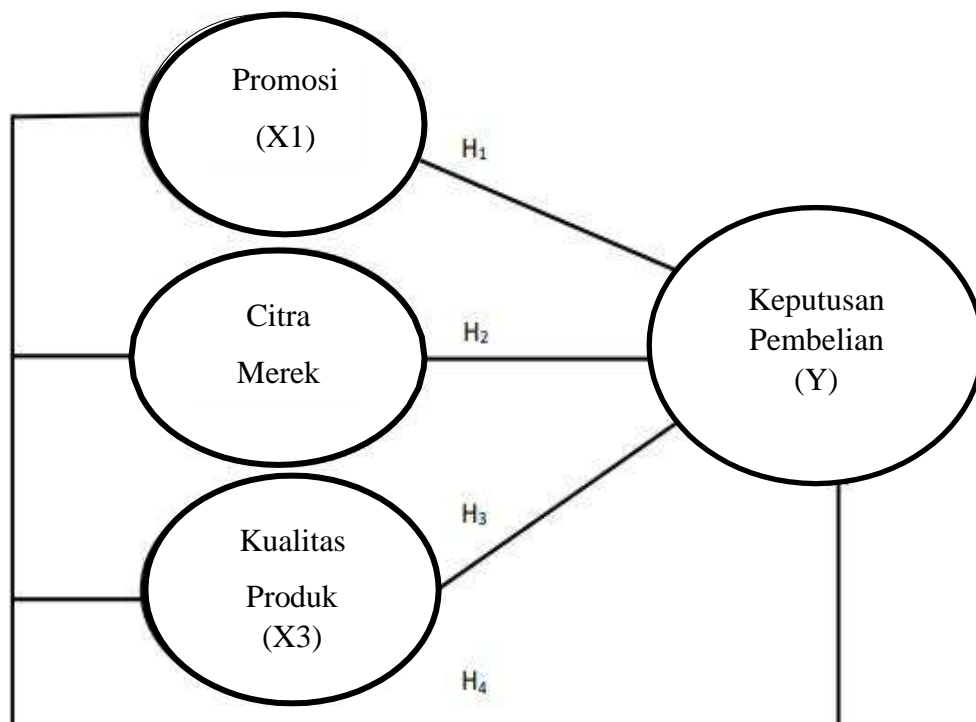 Promosi
(X1)
H₁
Citra
Merek
H₂
Keputusan
Pembelian
(Y)
Kualitas
Produk
(X3)
H₃
H₄